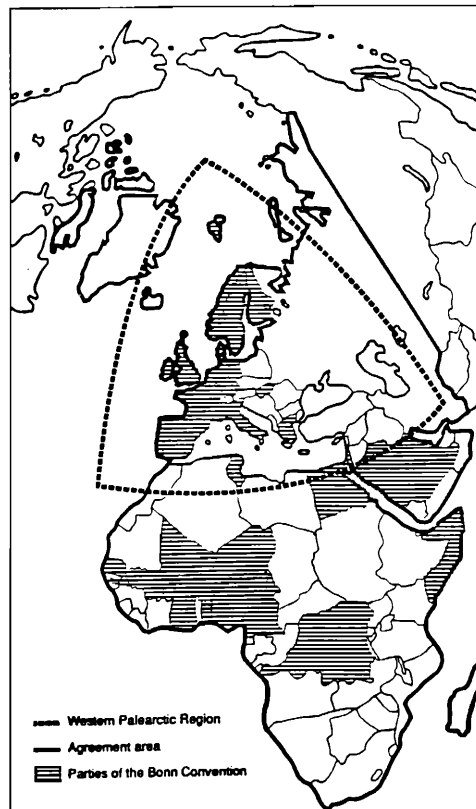 Western Palearctic Region
Agreement area
Parties of the Bonn Convention